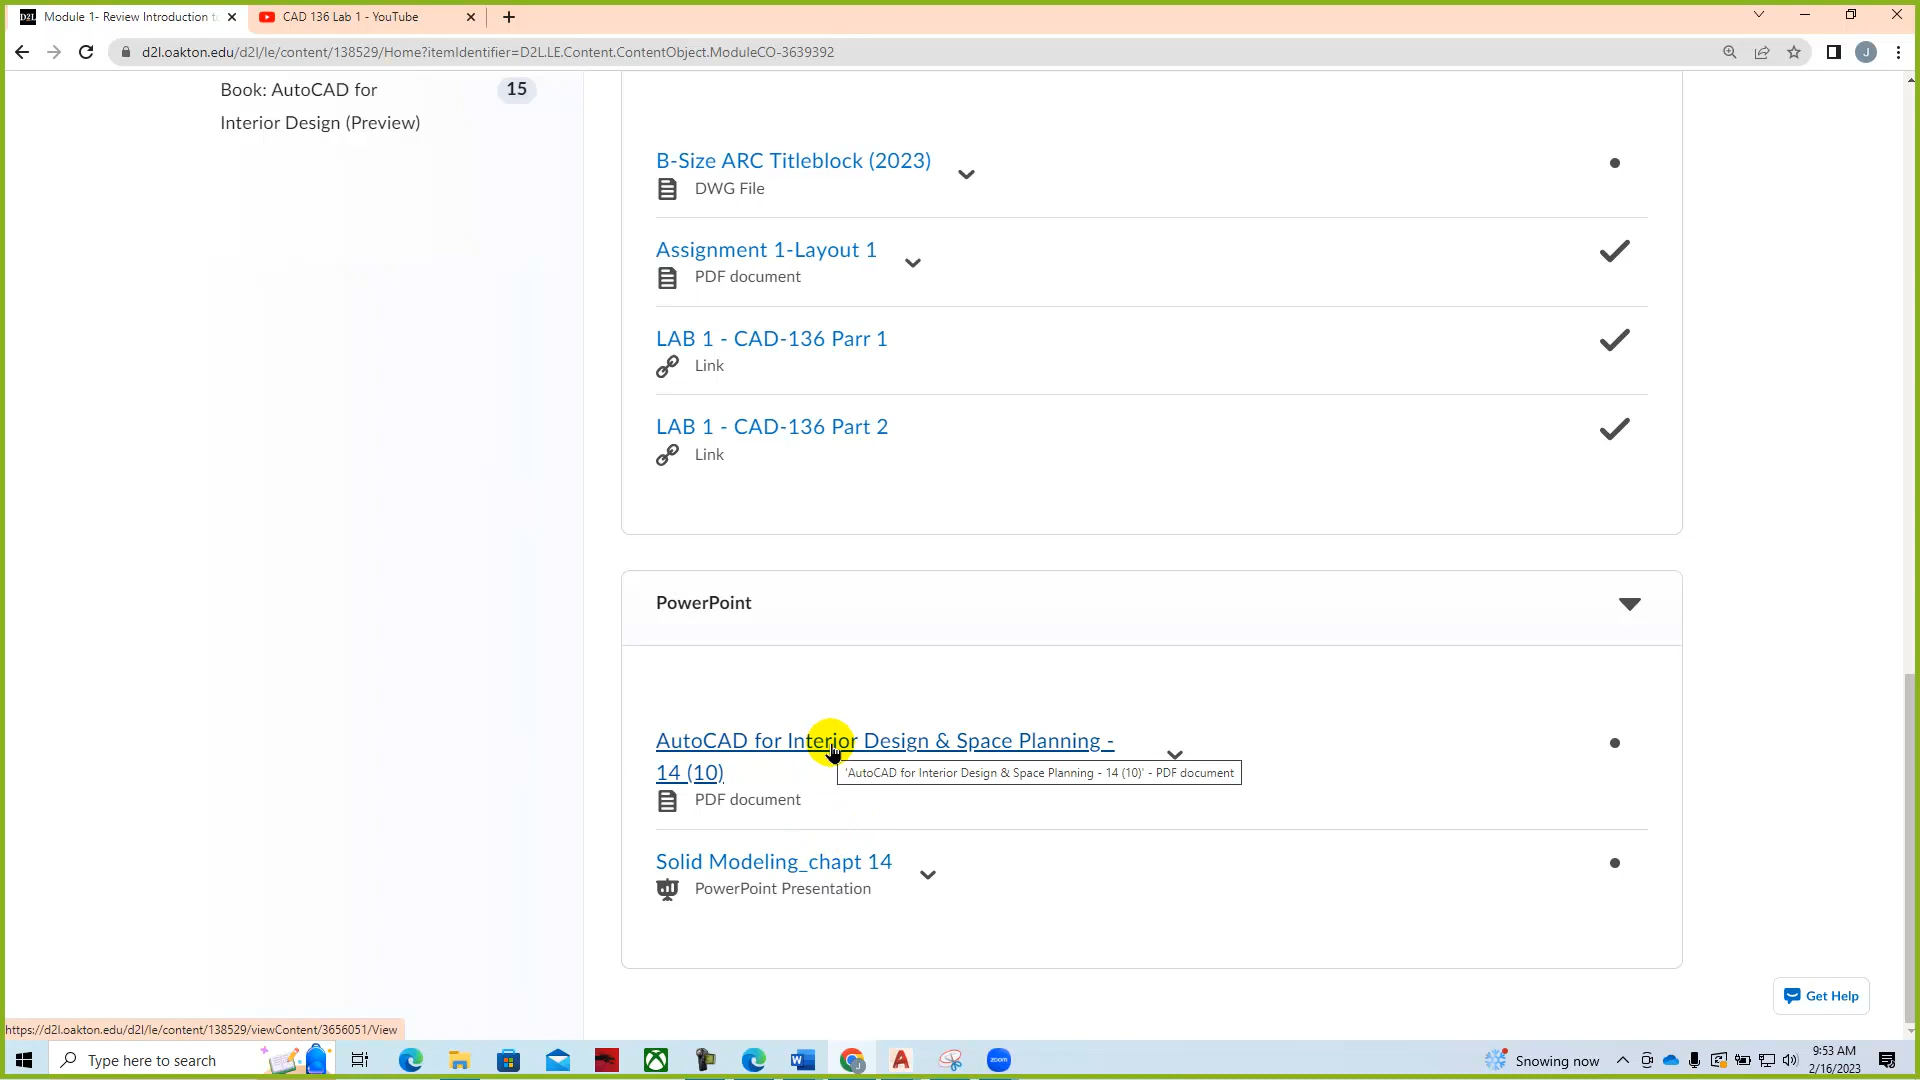 Module 1- Review Introduction to
CAD 136 Lab 1 - YouTube
d2l.oakton.edu/d2l/le/content/138529/Home?itemIdentifier=D2L.LE.Content.ContentObject.ModuleCO-3639392
J
Book: AutoCAD for
15
Interior Design (Preview)
B-Size ARC Titleblock (2023)
DWG File
Assignment 1-Layout 1
PDF document
LAB 1 - CAD-136 Parr 1
Link
LAB 1 - CAD-136 Part 2
Link
PowerPoint
AutoCAD for Interior Design & Space Planning -
14 (10)
'AutoCAD for Interior Design & Space Planning - 14 (10)' - PDF document
PDF document
Solid Modeling_chapt 14
PowerPoint Presentation
Get Help
https://d2l.oakton.edu/d2l/le/content/138529/viewContent/3656051/View
Type here to search
zoom
Snowing now
9:53 AM
2/16/2023